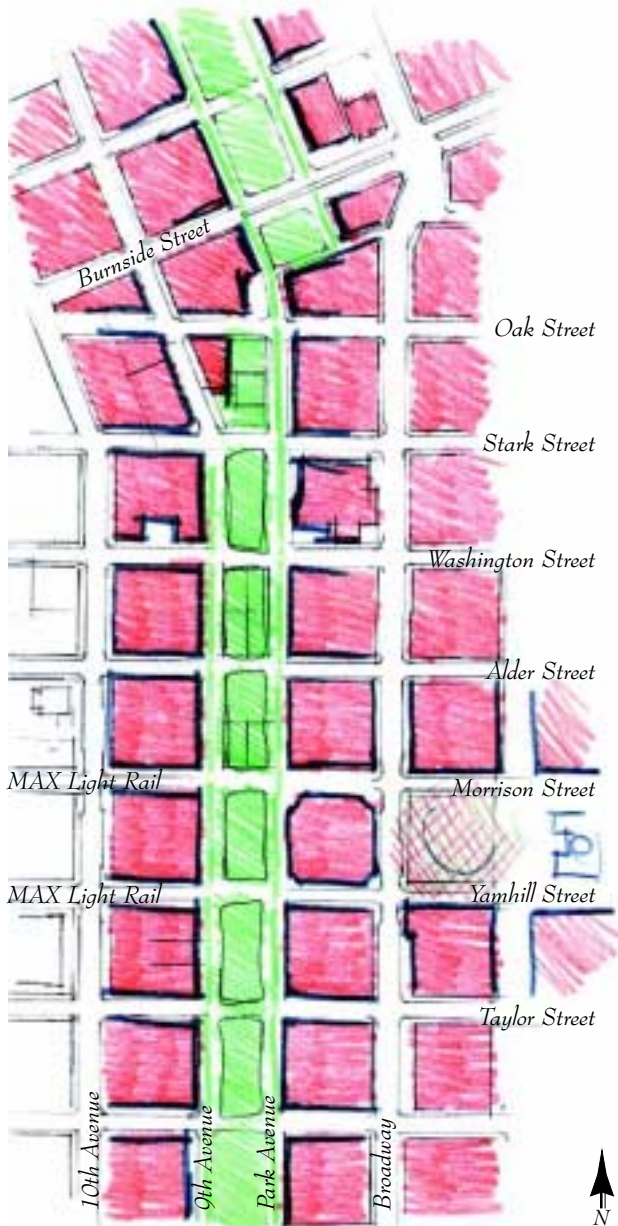 Burnside Street
Oak Street
Stark Street
Washington Street
Alder Street
MAX Light Rail
Morrison Street
MAX Light Rail
Yamhill Street
Taylor Street
10th Avenue
9th Avenue
Park Avenue
Broadway
N